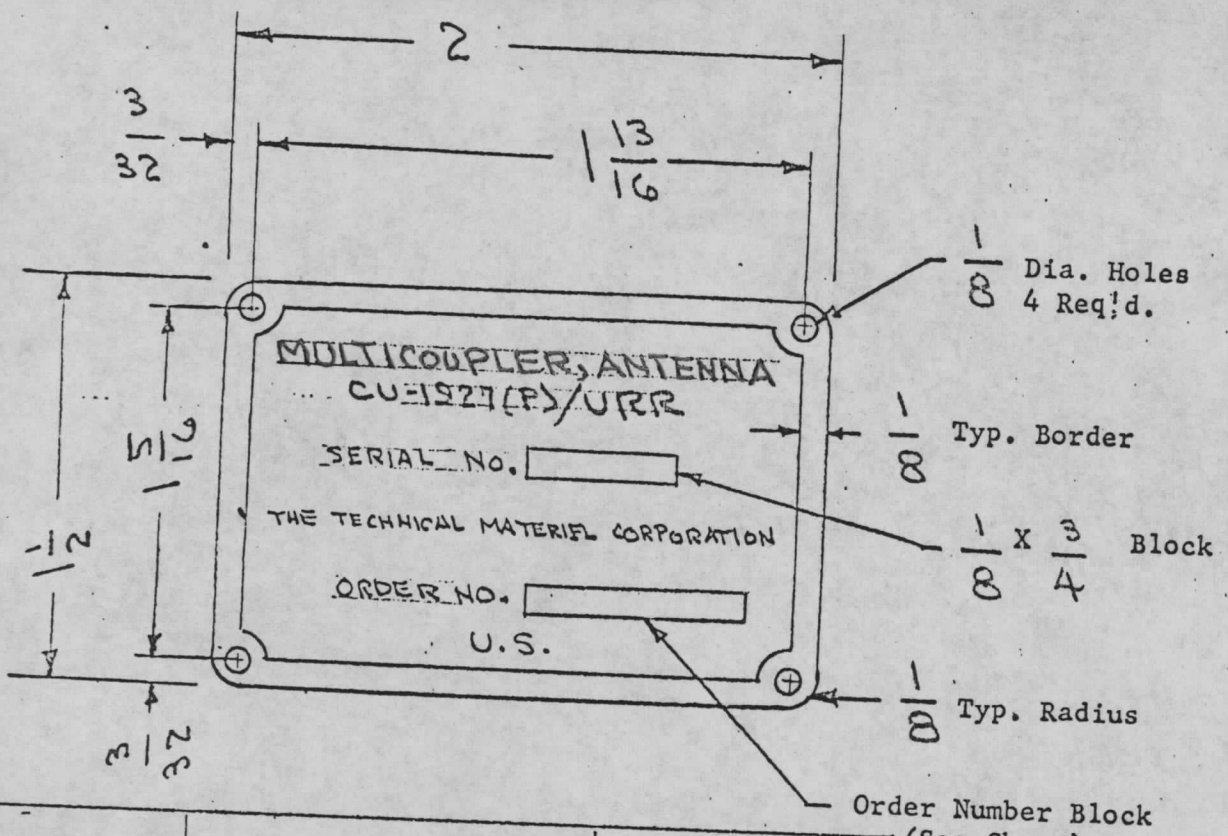 2
3/32
1 13/16
1/8 Dia. Holes
4 Req'd.
MULTICOUPLER, ANTENNA
CU-1927(P)/URR
1/8 Typ. Border
1 5/16
SERIAL NO.
THE TECHNICAL MATERIEL CORPORATION
1 1/2
1/8 X 3/4 Block
ORDER NO.
U.S.
1/8 Typ. Radius
3/32
Order Number Block
(See